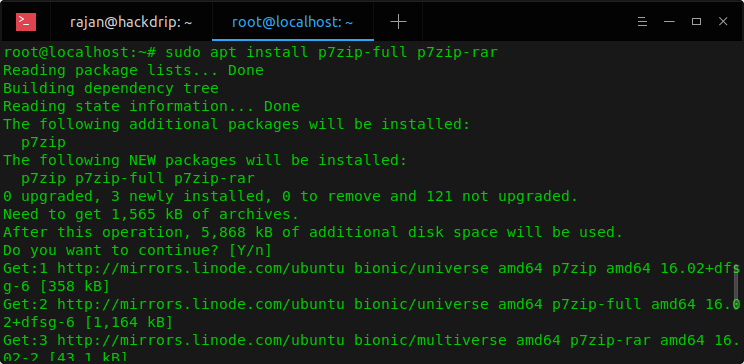 rajan@hackdrip: ~
root@localhost: ~
root@localhost:~# sudo apt install p7zip-full p7zip-rar
Reading package lists... Done
Building dependency tree
Reading state information... Done
The following additional packages will be installed:
  p7zip
The following NEW packages will be installed:
  p7zip p7zip-full p7zip-rar
0 upgraded, 3 newly installed, 0 to remove and 121 not upgraded.
Need to get 1,565 kB of archives.
After this operation, 5,868 kB of additional disk space will be used.
Do you want to continue? [Y/n]
Get:1 http://mirrors.linode.com/ubuntu bionic/universe amd64 p7zip amd64 16.02+dfs
g-6 [358 kB]
Get:2 http://mirrors.linode.com/ubuntu bionic/universe amd64 p7zip-full amd64 16.0
2+dfsg-6 [1,164 kB]
Get:3 http://mirrors.linode.com/ubuntu bionic/multiverse amd64 p7zip-rar amd64 16.
02-2 [43.1 kB]